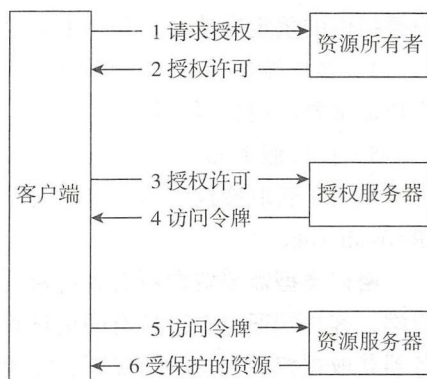 1 请求授权
资源所有者
2 授权许可
客户端
3 授权许可
授权服务器
4 访问令牌
5 访问令牌
资源服务器
6 受保护的资源